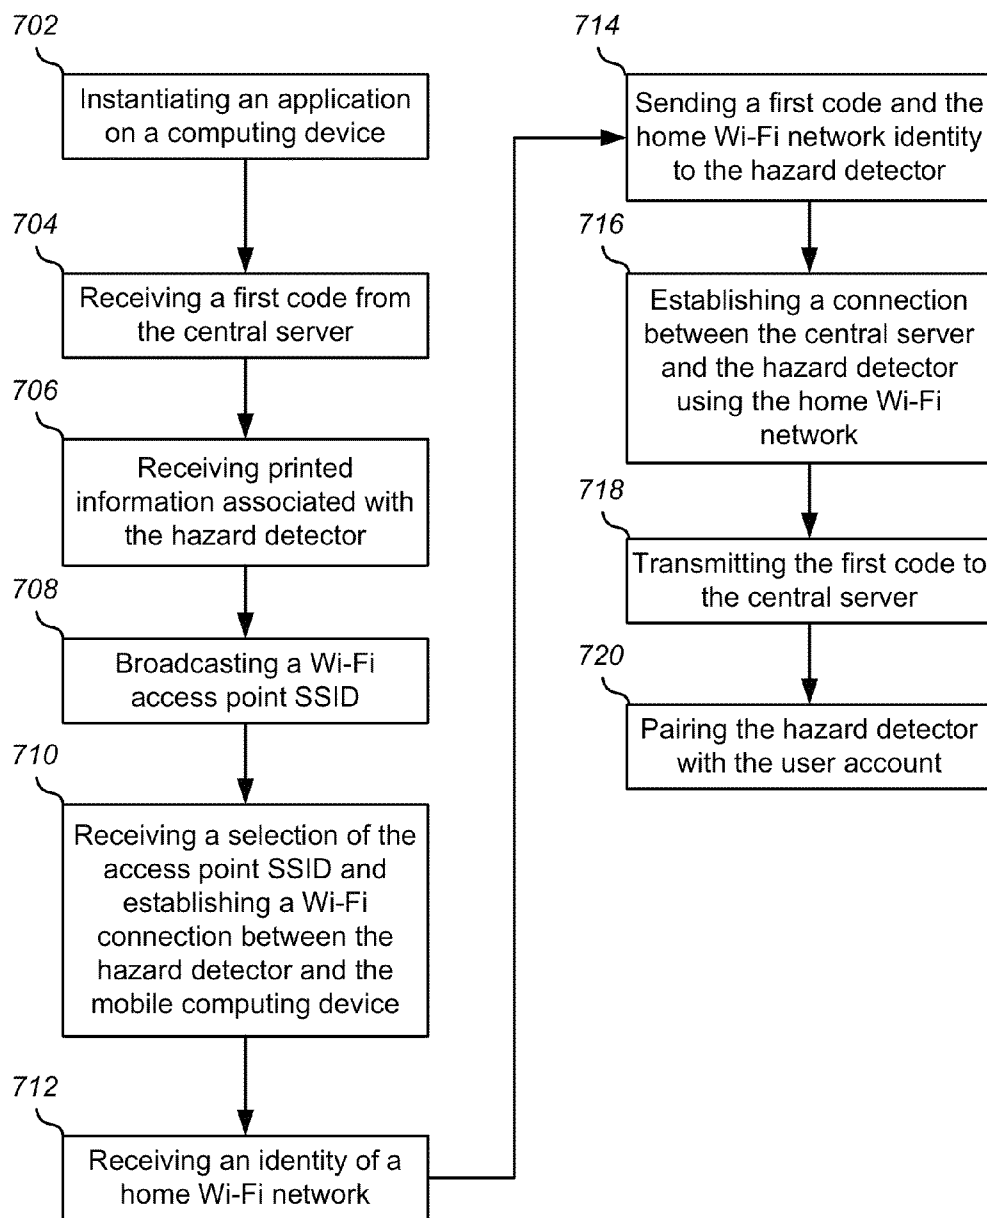 702
Instantiating an application
on a computing device
704
Receiving a first code from
the central server
706
Receiving printed
information associated with
the hazard detector
708
Broadcasting a Wi-Fi
access point SSID
710
Receiving a selection of the
access point SSID and
establishing a Wi-Fi
connection between the
hazard detector and the
mobile computing device
712
Receiving an identity of a
home Wi-Fi network
714
Sending a first code and the
home Wi-Fi network identity
to the hazard detector
716
Establishing a connection
between the central server
and the hazard detector
using the home Wi-Fi
network
718
Transmitting the first code to
the central server
720
Pairing the hazard detector
with the user account